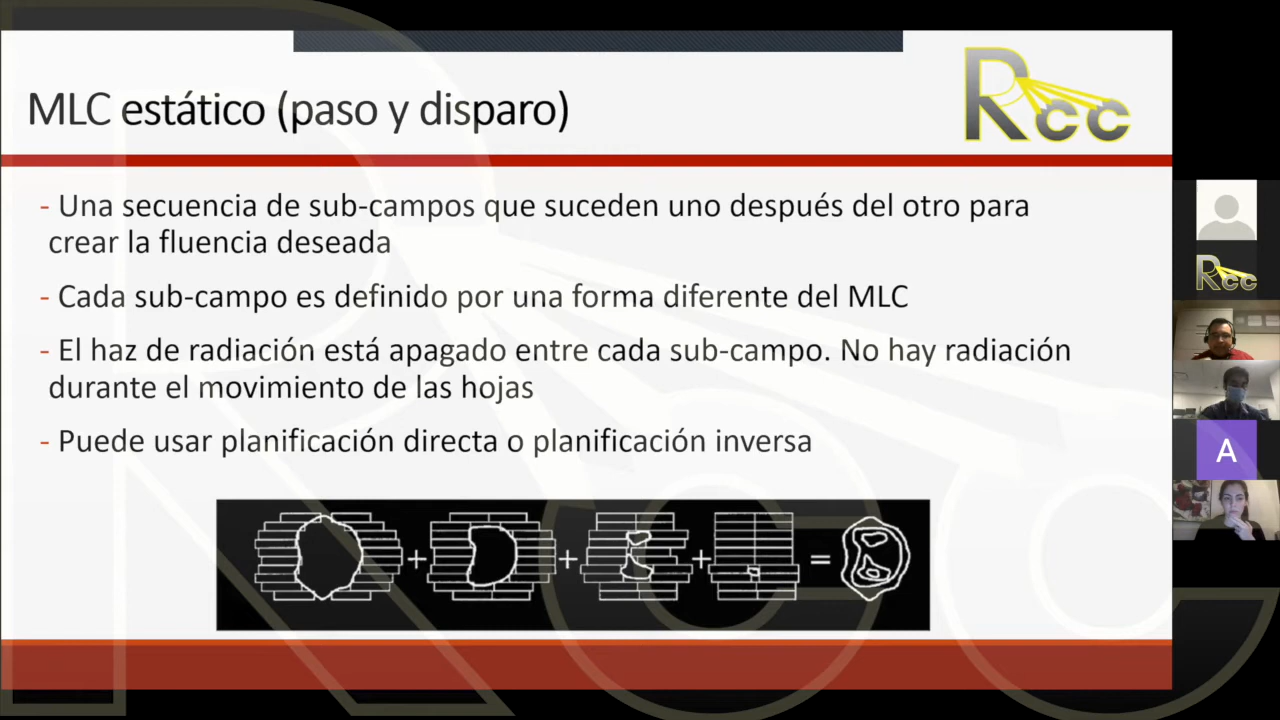 MLC estático (paso y disparo)
Rcc
- Una secuencia de sub-campos que suceden uno después del otro para
crear la fluencia deseada
- Cada sub-campo es definido por una forma diferente del MLC
- El haz de radiación está apagado entre cada sub-campo. No hay radiación
durante el movimiento de las hojas
- Puede usar planificación directa o planificación inversa
+ + + =
Rcc
A